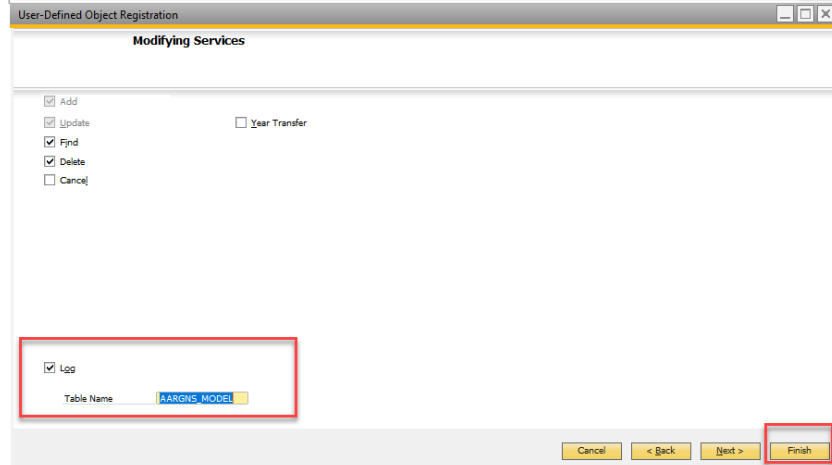 User-Defined Object Registration
Modifying Services
Add
Update
Year Transfer
Find
Delete
Cancel
Log
Table Name
AARGNS_MODEL
Cancel
< Back
Next >
Finish